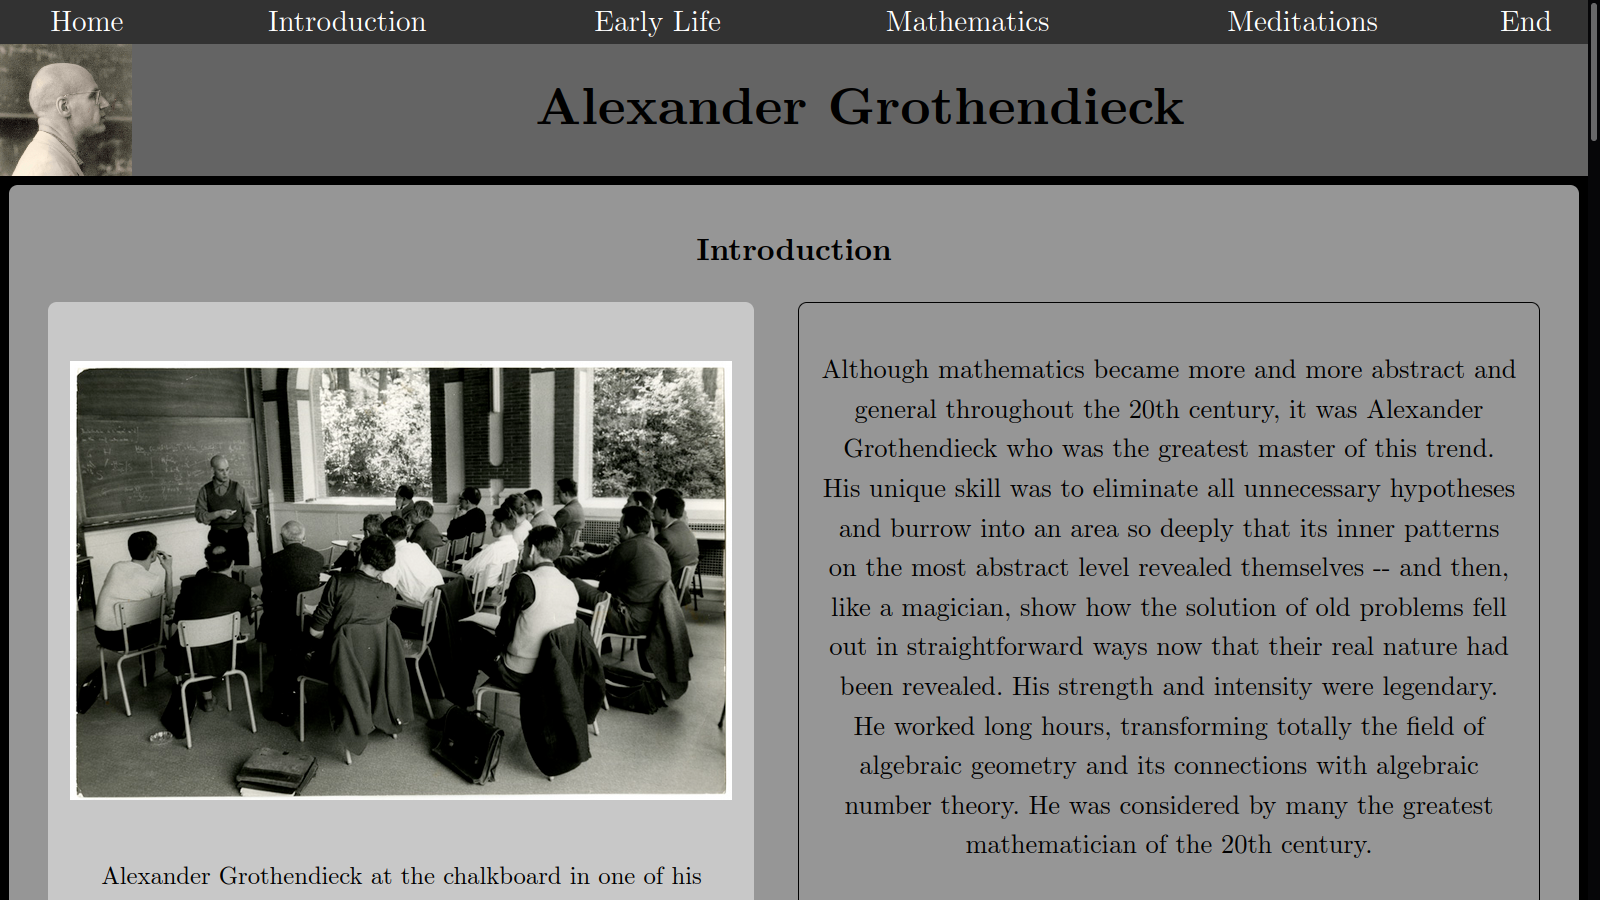 Home Introduction Early Life Mathematics Meditations End
Alexander Grothendieck
Introduction
Alexander Grothendieck at the chalkboard in one of his
Although mathematics became more and more abstract and
general throughout the 20th century, it was Alexander
Grothendieck who was the greatest master of this trend.
His unique skill was to eliminate all unnecessary hypotheses
and burrow into an area so deeply that its inner patterns
on the most abstract level revealed themselves -- and then,
like a magician, show how the solution of old problems fell
out in straightforward ways now that their real nature had
been revealed. His strength and intensity were legendary.
He worked long hours, transforming totally the field of
algebraic geometry and its connections with algebraic
number theory. He was considered by many the greatest
mathematician of the 20th century.